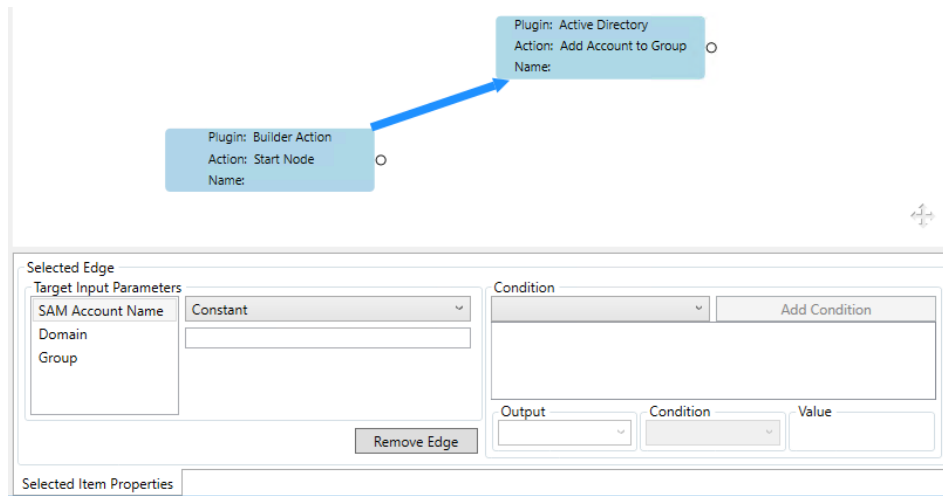 Plugin: Active Directory
Action: Add Account to Group
Name:
Plugin: Builder Action
Action: Start Node
Name:
Selected Edge
Target Input Parameters
SAM Account Name
Domain
Group
Constant
Remove Edge
Condition
Add Condition
Output
Condition
Value
Selected Item Properties